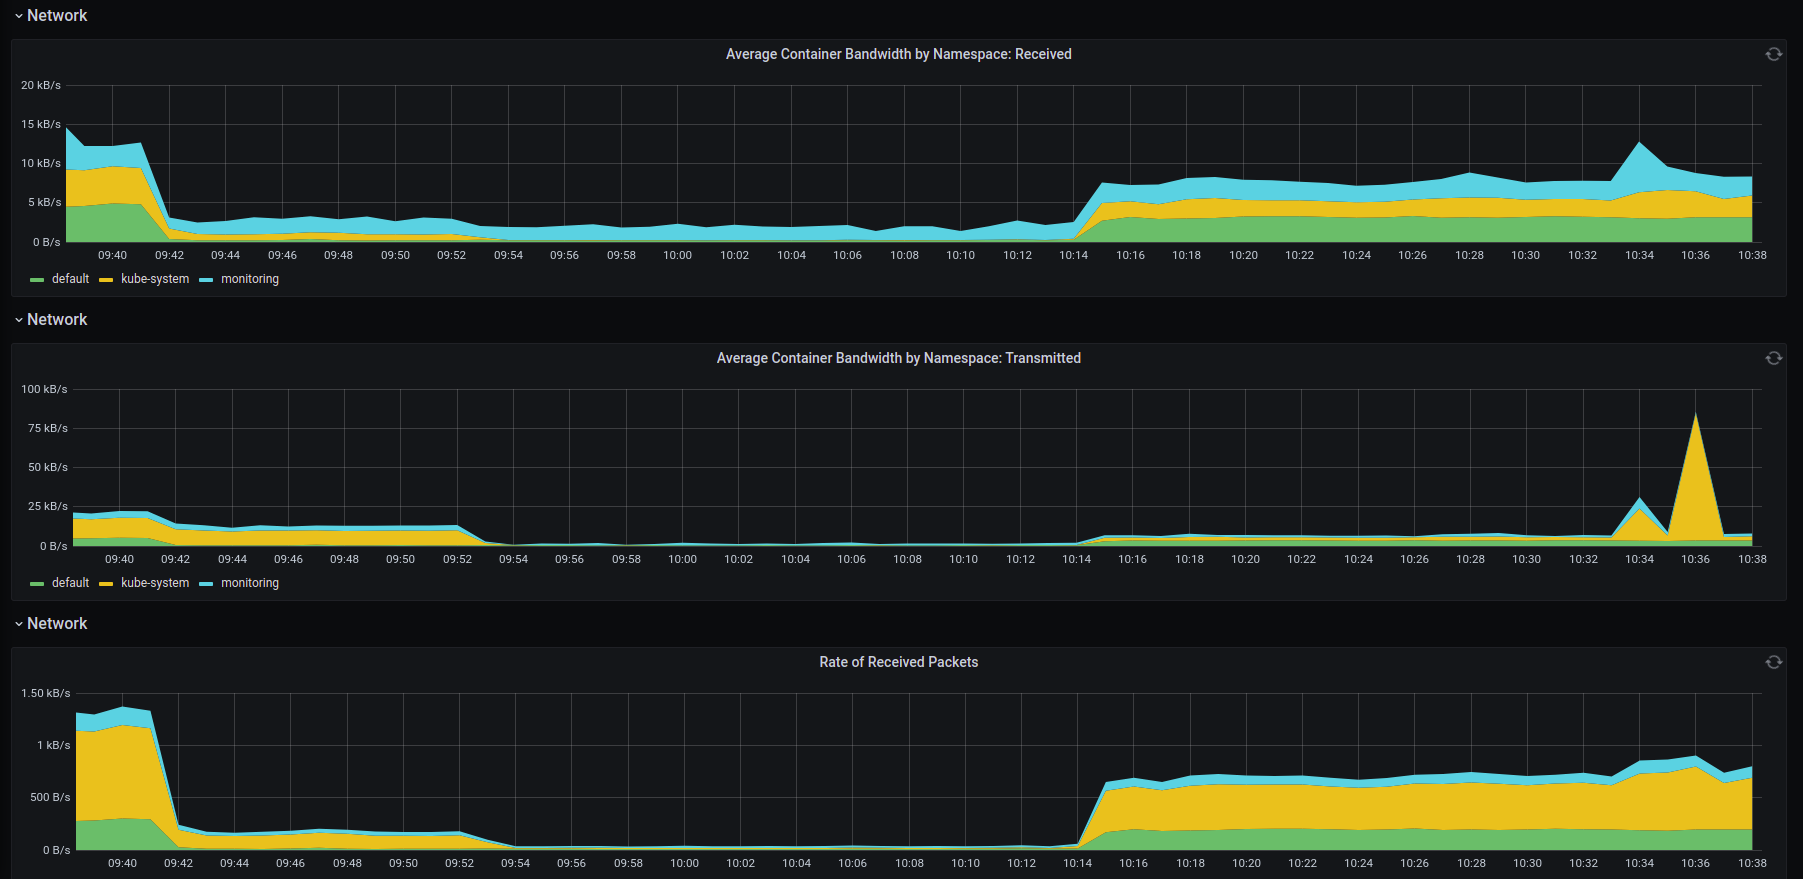 Network
Average Container Bandwidth by Namespace: Received
20 kB/s
15 kB/s
10 kB/s
5 kB/s
0 B/s
09:40 09:42 09:44 09:46 09:48 09:50 09:52 09:54 09:56 09:58 10:00 10:02 10:04 10:06 10:08 10:10 10:12 10:14 10:16 10:18 10:20 10:22 10:24 10:26 10:28 10:30 10:32 10:34 10:36 10:38
default kube-system monitoring
Network
Average Container Bandwidth by Namespace: Transmitted
100 kB/s
75 kB/s
50 kB/s
25 kB/s
0 B/s
09:40 09:42 09:44 09:46 09:48 09:50 09:52 09:54 09:56 09:58 10:00 10:02 10:04 10:06 10:08 10:10 10:12 10:14 10:16 10:18 10:20 10:22 10:24 10:26 10:28 10:30 10:32 10:34 10:36 10:38
default kube-system monitoring
Network
Rate of Received Packets
1.50 kB/s
1 kB/s
500 B/s
0 B/s
09:40 09:42 09:44 09:46 09:48 09:50 09:52 09:54 09:56 09:58 10:00 10:02 10:04 10:06 10:08 10:10 10:12 10:14 10:16 10:18 10:20 10:22 10:24 10:26 10:28 10:30 10:32 10:34 10:36 10:38